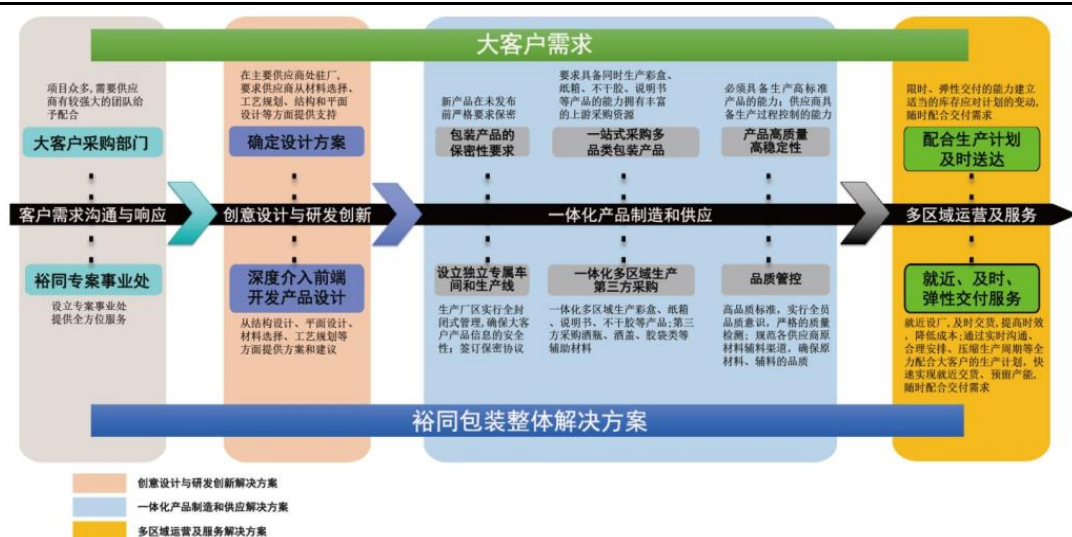 大客户需求
项目众多,需要供应
商有较强大的团队给
予配合
大客户采购部门
在主要供应商处驻厂,
要求供应商从材料选择、
工艺规划、结构和平面
设计等方面提供支持
确定设计方案
新产品在未发布
前严格要求保密
包装产品的
保密性要求
要求具备同时生产彩盒、
纸箱、不干胶、说明书
等产品的能力拥有丰富
的上游采购资源
一站式采购多
品类包装产品
必须具备生产高标准
产品的能力;供应商具
备生产过程控制的能力
产品高质量
高稳定性
限时、弹性交付的能力建立
适当的库存应对计划的变动,
随时配合交付需求
配合生产计划
及时送达
客户需求沟通与响应
创意设计与研发创新
一体化产品制造和供应
多区域运营及服务
裕同专案事业处
设立专案事业处
提供全方位服务
深度介入前端
开发产品设计
从结构设计、平面设计、
材料选择、工艺规划等
方面提供方案和建议
设立独立专属车
间和生产线
生产厂区实行全封
闭式管理,确保大客
户产品信息的安全
性;签订保密协议
一体化多区域生产
第三方采购
一体化多区域生产彩盒、纸箱
、说明书、不干胶等产品;第三
方采购酒瓶、酒盖、胶袋类等
辅助材料
品质管控
高品质标准,实行全员
品质意识,严格的质量
检测;规范各供应商原
材料辅料渠道,确保原
材料、辅料的品质
就近、及时、
弹性交付服务
就近设厂,及时交货,提高时效
,降低成本;通过实时沟通、
合理安排、压缩生产周期等全
力配合大客户的生产计划,快
速实现就近交货、预留产能,
随时配合交付需求
裕同包装整体解决方案
创意设计与研发创新解决方案
一体化产品制造和供应解决方案
多区域运营及服务解决方案